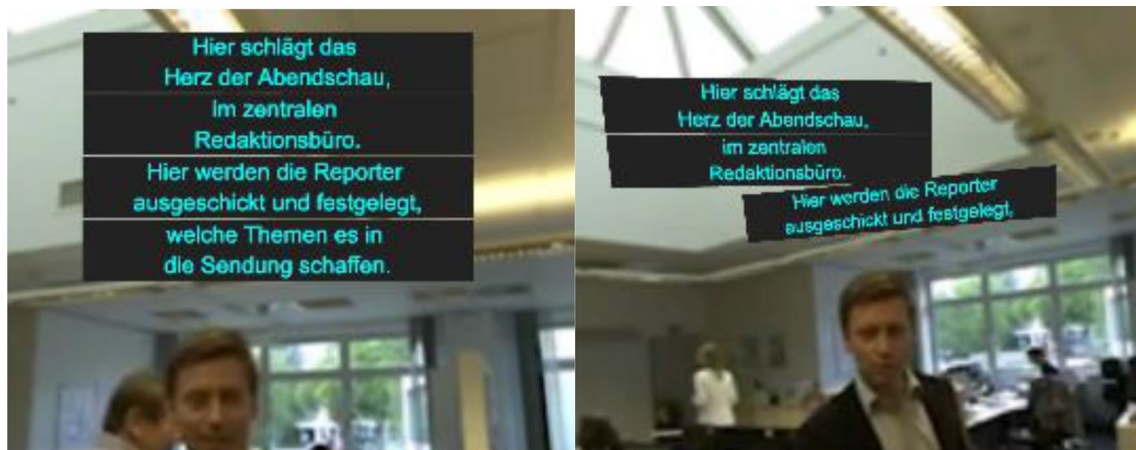 Hier schlägt das
Herz der Abendschau,
im zentralen
Redaktionsbüro.
Hier werden die Reporter
ausgeschickt und festgelegt,
welche Themen es in
die Sendung schaffen.
Hier schlägt das
Herz der Abendschau,
im zentralen
Redaktionsbüro.
Hier werden die Reporter
ausgeschickt und festgelegt,